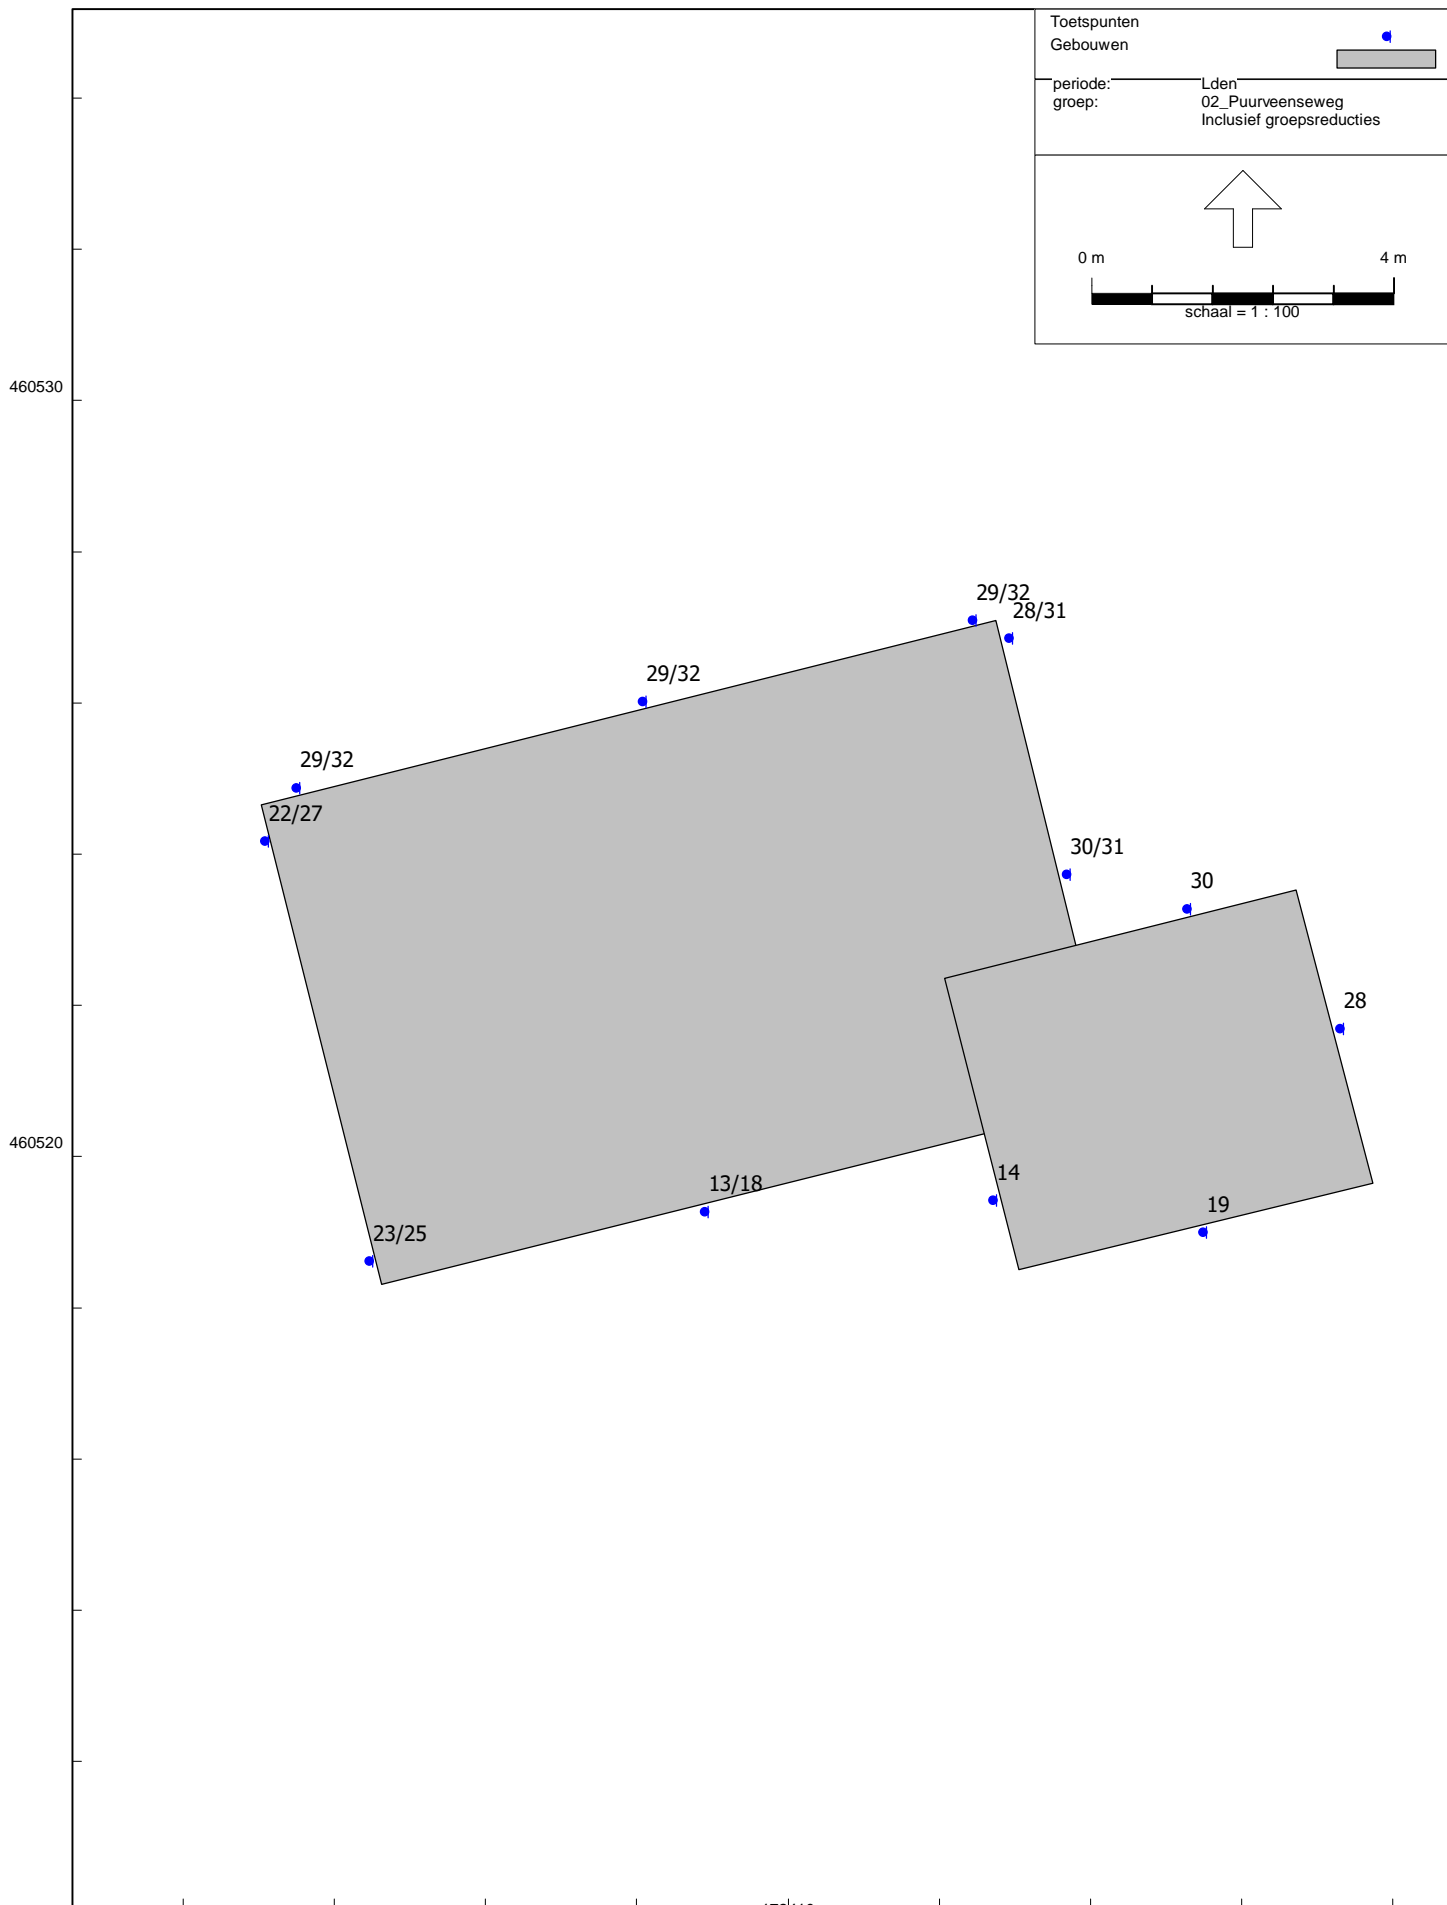 Toetspunten
Gebouwen
periode: Lden
groep: 02_Puurveenseweg
Inclusief groepsreducties
0 m 4 m
schaal = 1 : 100
460530
29/32
28/31
29/32
29/32
22/27
30/31
30
28
460520
14
13/18
19
23/25